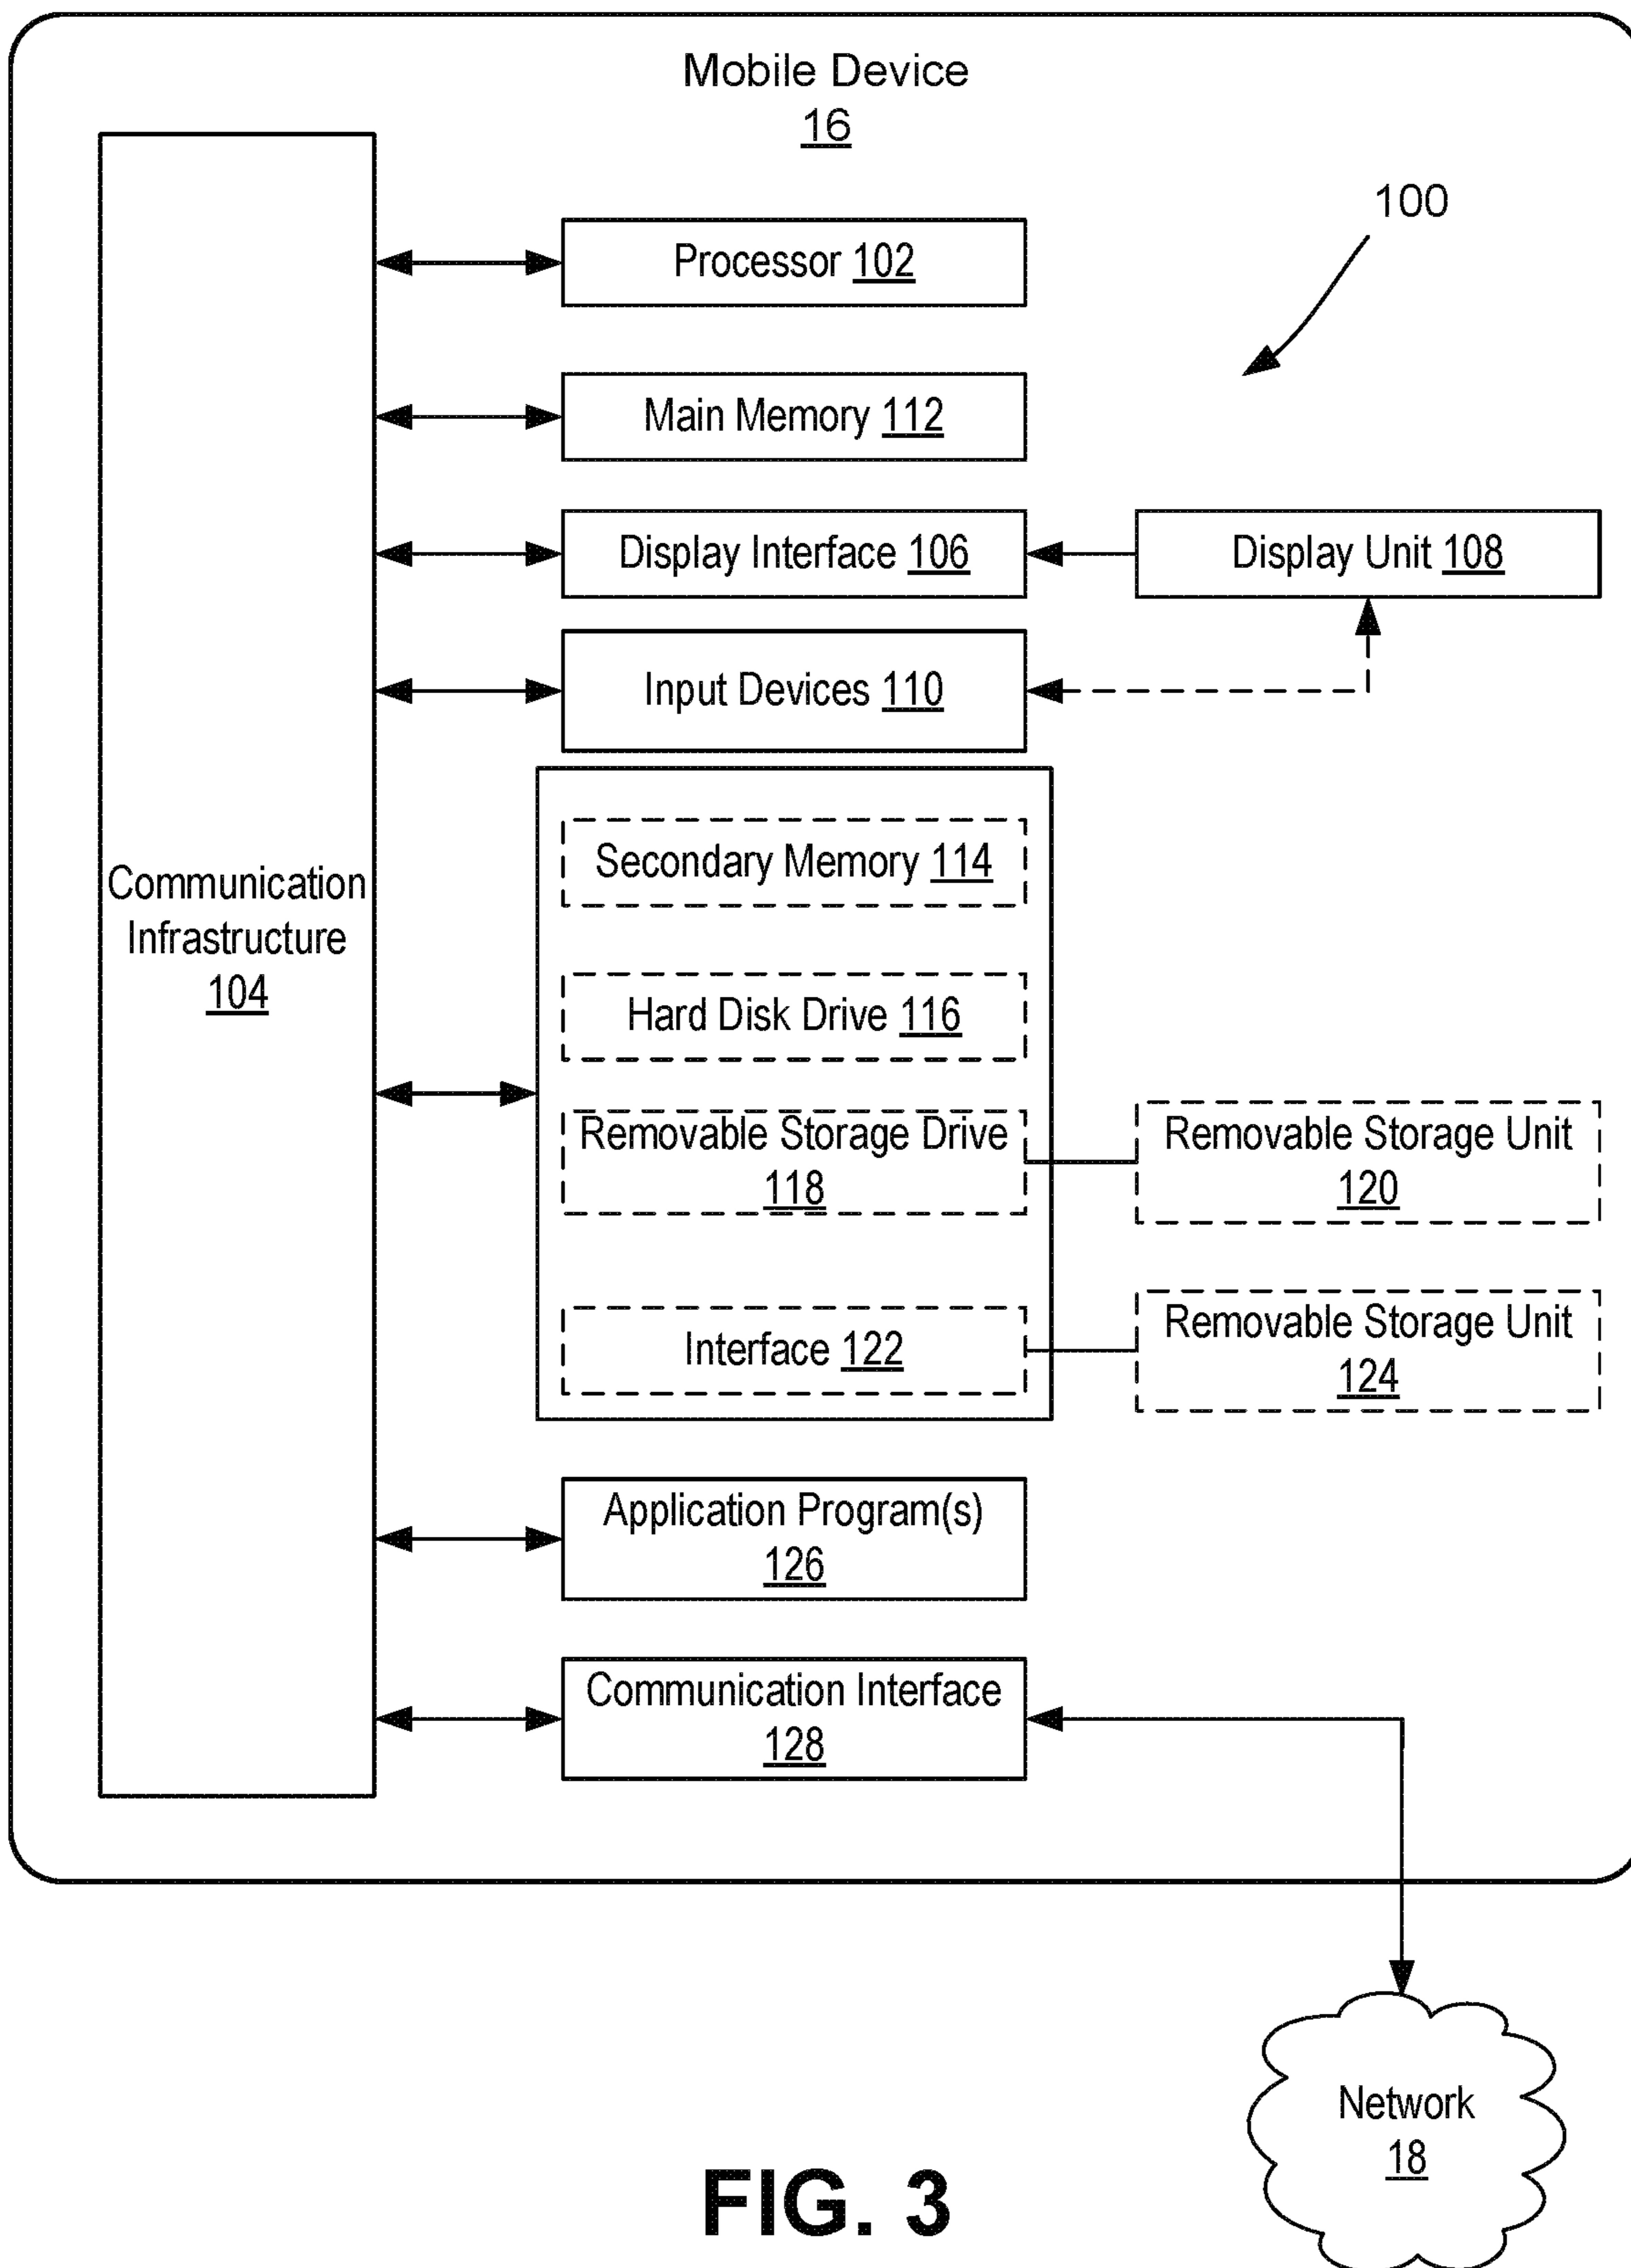 Mobile Device
16
100
Processor 102
Main Memory 112
Display Interface 106
Display Unit 108
Input Devices 110
Communication
Infrastructure
104
Secondary Memory 114
Hard Disk Drive 116
Removable Storage Drive
118
Removable Storage Unit
120
Interface 122
Removable Storage Unit
124
Application Program(s)
126
Communication Interface
128
Network
18
FIG. 3